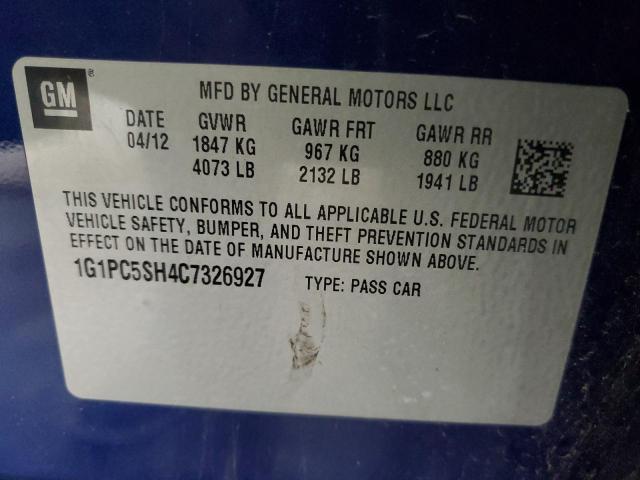 GM ®
MFD BY GENERAL MOTORS LLC
DATE GVWR GAWR FRT GAWR RR
04/12 1847 KG 967 KG 880 KG
4073 LB 2132 LB 1941 LB
THIS VEHICLE CONFORMS TO ALL APPLICABLE U.S. FEDERAL MOTOR
VEHICLE SAFETY, BUMPER, AND THEFT PREVENTION STANDARDS IN
EFFECT ON THE DATE OF MANUFACTURE SHOWN ABOVE.
1G1PC5SH4C7326927 TYPE: PASS CAR